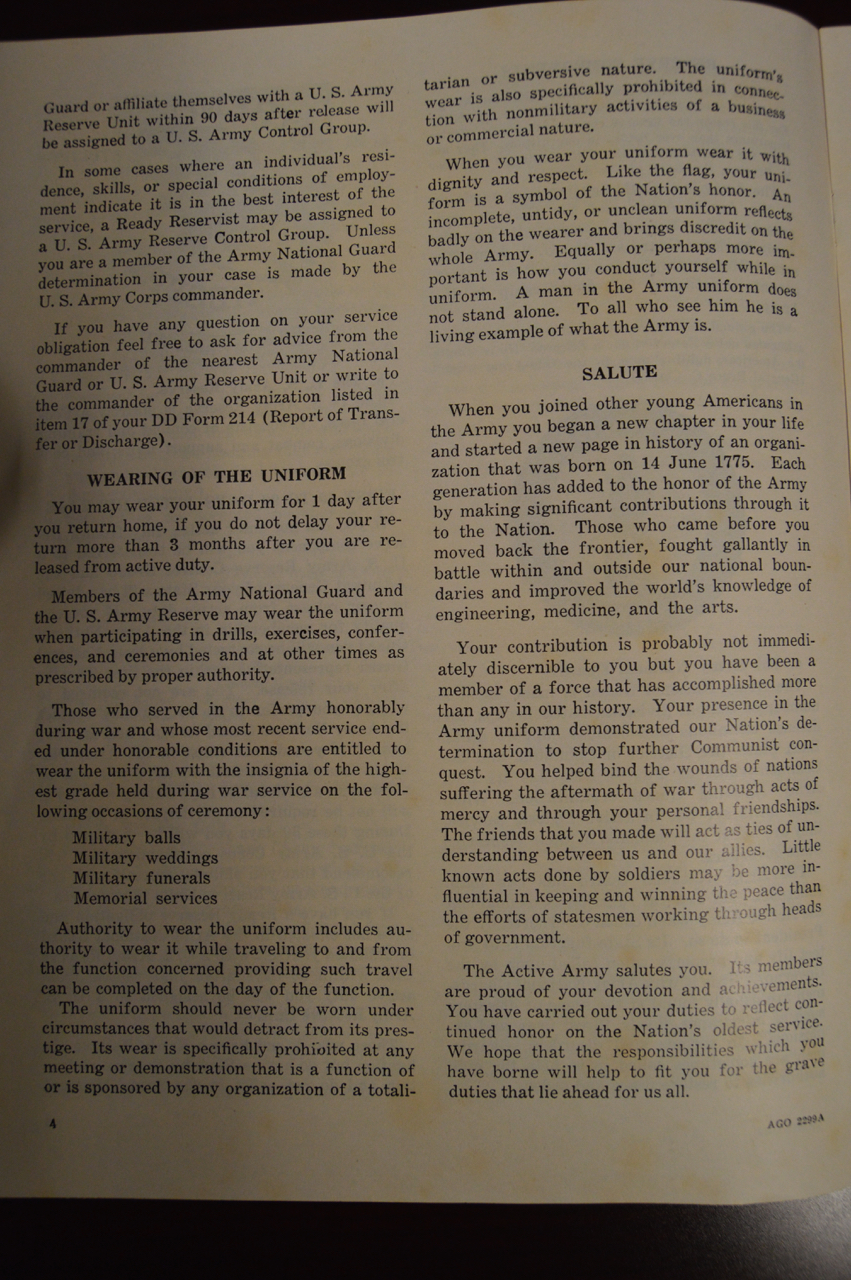 Guard or affiliate themselves with a U. S. Army
Reserve Unit within 90 days after release will
be assigned to a U. S. Army Control Group.
In some cases where an individual's resi-
dence, skills, or special conditions of employ-
ment indicate it is in the best interest of the
service, a Ready Reservist may be assigned to
a U. S. Army Reserve Control Group. Unless
you are a member of the Army National Guard
determination in your case is made by the
U. S. Army Corps commander.
If you have any question on your service
obligation feel free to ask for advice from the
commander of the nearest Army National
Guard or U. S. Army Reserve Unit or write to
the commander of the organization listed in
item 17 of your DD Form 214 (Report of Trans-
fer or Discharge).
WEARING OF THE UNIFORM
You may wear your uniform for 1 day after
you return home, if you do not delay your re-
turn more than 3 months after you are re-
leased from active duty.
Members of the Army National Guard and
the U. S. Army Reserve may wear the uniform
when participating in drills, exercises, confer-
ences, and ceremonies and at other times as
prescribed by proper authority.
Those who served in the Army honorably
during war and whose most recent service end-
ed under honorable conditions are entitled to
wear the uniform with the insignia of the high-
est grade held during war service on the fol-
lowing occasions of ceremony:
Military balls
Military weddings
Military funerals
Memorial services
Authority to wear the uniform includes au-
thority to wear it while traveling to and from
the function concerned providing such travel
can be completed on the day of the function.
The uniform should never be worn under
circumstances that would detract from its pres-
tige. Its wear is specifically prohibited at any
meeting or demonstration that is a function of
or is sponsored by any organization of a totali-
4
tarian or subversive nature. The uniform's
wear is also specifically prohibited in connec-
tion with nonmilitary activities of a business
or commercial nature.
When you wear your uniform wear it with
dignity and respect. Like the flag, your uni-
form is a symbol of the Nation's honor. An
incomplete, untidy, or unclean uniform reflects
badly on the wearer and brings discredit on the
whole Army. Equally or perhaps more im-
portant is how you conduct yourself while in
uniform. A man in the Army uniform does
not stand alone. To all who see him he is a
living example of what the Army is.
SALUTE
When you joined other young Americans in
the Army you began a new chapter in your life
and started a new page in history of an organi-
zation that was born on 14 June 1775. Each
generation has added to the honor of the Army
by making significant contributions through it
to the Nation. Those who came before you
moved back the frontier, fought gallantly in
battle within and outside our national boun-
daries and improved the world's knowledge of
engineering, medicine, and the arts.
Your contribution is probably not immedi-
ately discernible to you but you have been a
member of a force that has accomplished more
than any in our history. Your presence in the
Army uniform demonstrated our Nation's de-
termination to stop further Communist con-
quest. You helped bind the wounds of nations
suffering the aftermath of war through acts of
mercy and through your personal friendships.
The friends that you made will act as ties of un-
derstanding between us and our allies. Little
known acts done by soldiers may be more in-
fluential in keeping and winning the peace than
the efforts of statesmen working through heads
of government.
The Active Army salutes you. Its members
are proud of your devotion and achievements.
You have carried out your duties to reflect con-
tinued honor on the Nation's oldest service.
We hope that the responsibilities which you
have borne will help to fit you for the grave
duties that lie ahead for us all.
AGO 2299A